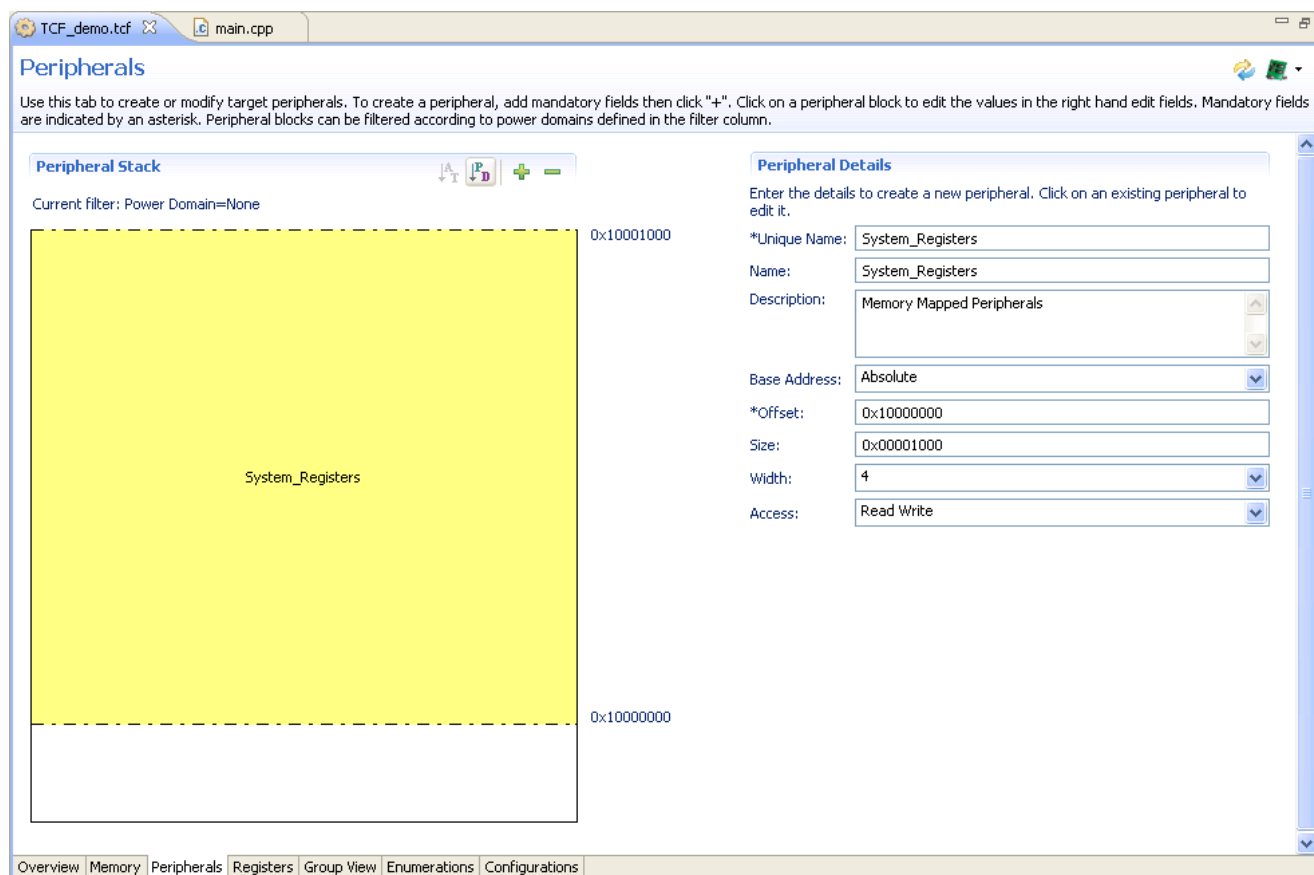 TCF_demo.tcf
main.cpp
Peripherals
Use this tab to create or modify target peripherals. To create a peripheral, add mandatory fields then click "+". Click on a peripheral block to edit the values in the right hand edit fields. Mandatory fields
are indicated by an asterisk. Peripheral blocks can be filtered according to power domains defined in the filter column.
Peripheral Stack
Current filter: Power Domain=None
0x10001000
System_Registers
0x10000000
Peripheral Details
Enter the details to create a new peripheral. Click on an existing peripheral to
edit it.
*Unique Name: System_Registers
Name: System_Registers
Description: Memory Mapped Peripherals
Base Address: Absolute
*Offset: 0x10000000
Size: 0x00001000
Width: 4
Access: Read Write
Overview Memory Peripherals Registers Group View Enumerations Configurations